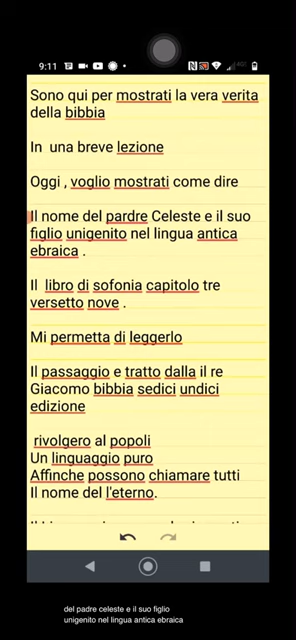 9:11
Sono qui per mostrati la vera verita
della bibbia
In una breve lezione
Oggi , voglio mostrati come dire
Il nome del pardre Celeste e il suo
figlio unigenito nel lingua antica
ebraica .
Il libro di sofonia capitolo tre
versetto nove .
Mi permetta di leggerlo
Il passaggio e tratto dalla il re
Giacomo bibbia sedici undici
edizione
rivolgero al popoli
Un linguaggio puro
Affinche possono chiamare tutti
Il nome del l'eterno.
del padre celeste e il suo figlio
unigenito nel lingua antica ebraica